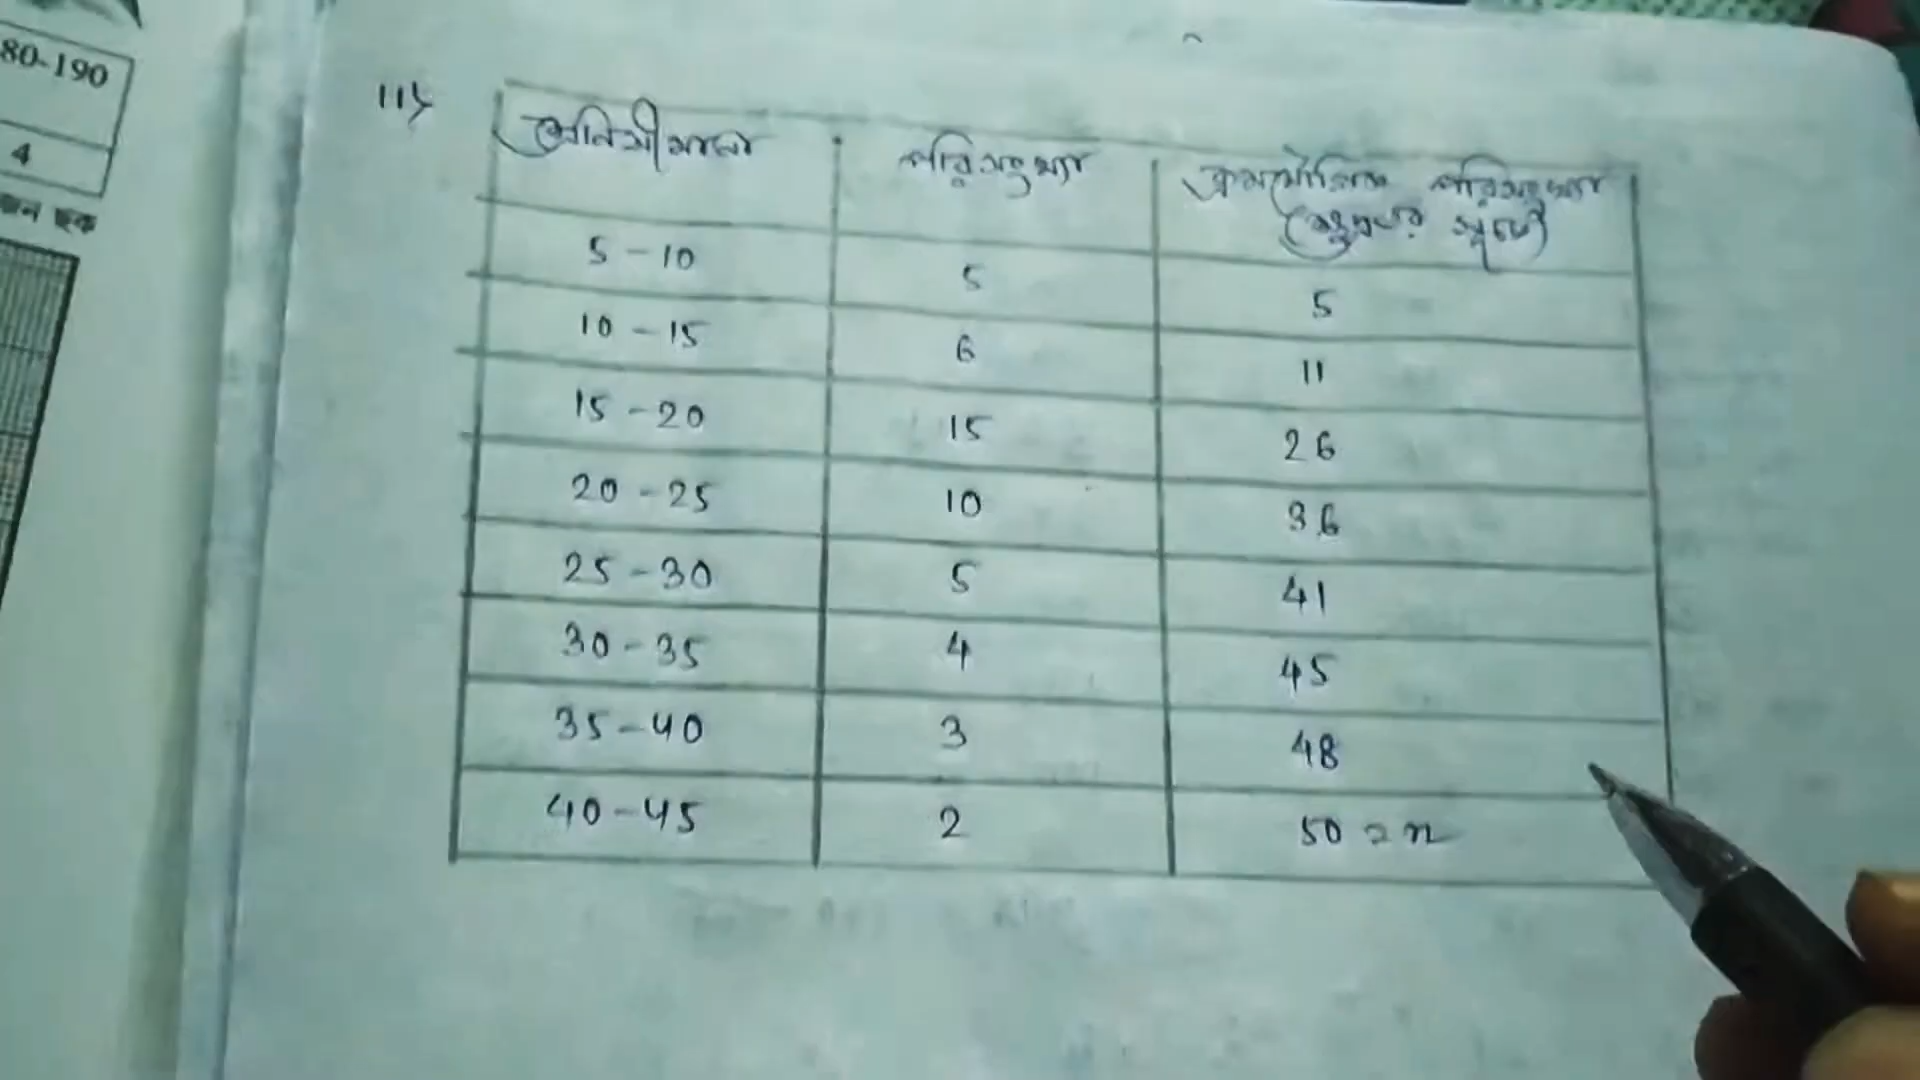 80-190
4
জন ছক
11>
শ্রেনিসীমানা পরিসংখ্যা ক্রমযৌগিক পরিসংখ্যা
(ক্ষুদ্রতর সূচক)
5 - 10 5 5
10 - 15 6 11
15 - 20 15 26
20 - 25 10 36
25 - 30 5 41
30 - 35 4 45
35 - 40 3 48
40 - 45 2 50 = n